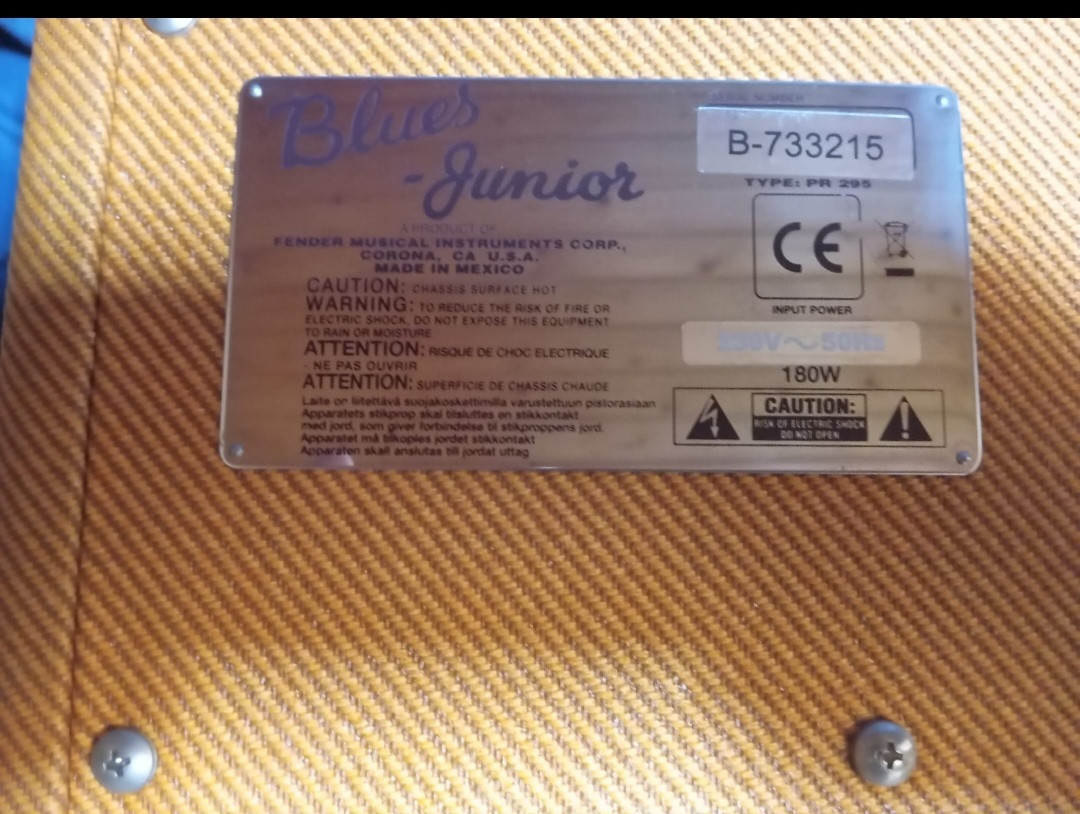 Blues
-Junior
SERIAL NUMBER
B-733215
TYPE: PR 295
A PRODUCT OF
FENDER MUSICAL INSTRUMENTS CORP.,
CORONA, CA U.S.A.
MADE IN MEXICO
CAUTION: CHASSIS SURFACE HOT
WARNING: TO REDUCE THE RISK OF FIRE OR
ELECTRIC SHOCK, DO NOT EXPOSE THIS EQUIPMENT
TO RAIN OR MOISTURE
ATTENTION: RISQUE DE CHOC ELECTRIQUE
- NE PAS OUVRIR
ATTENTION: SUPERFICIE DE CHASSIS CHAUDE
Laite on liitettävä suojakoskettimilla varustettuun pistorasiaan
Apparatets stikprop skal tilsluttes en stikkontakt
med jord, som giver forbindelse til stikproppens jord.
Apparatet må tilkoples jordet stikkontakt
Apparaten skall anslutas till jordat uttag
CE
INPUT POWER
230V～50Hz
180W
CAUTION:
RISK OF ELECTRIC SHOCK
DO NOT OPEN